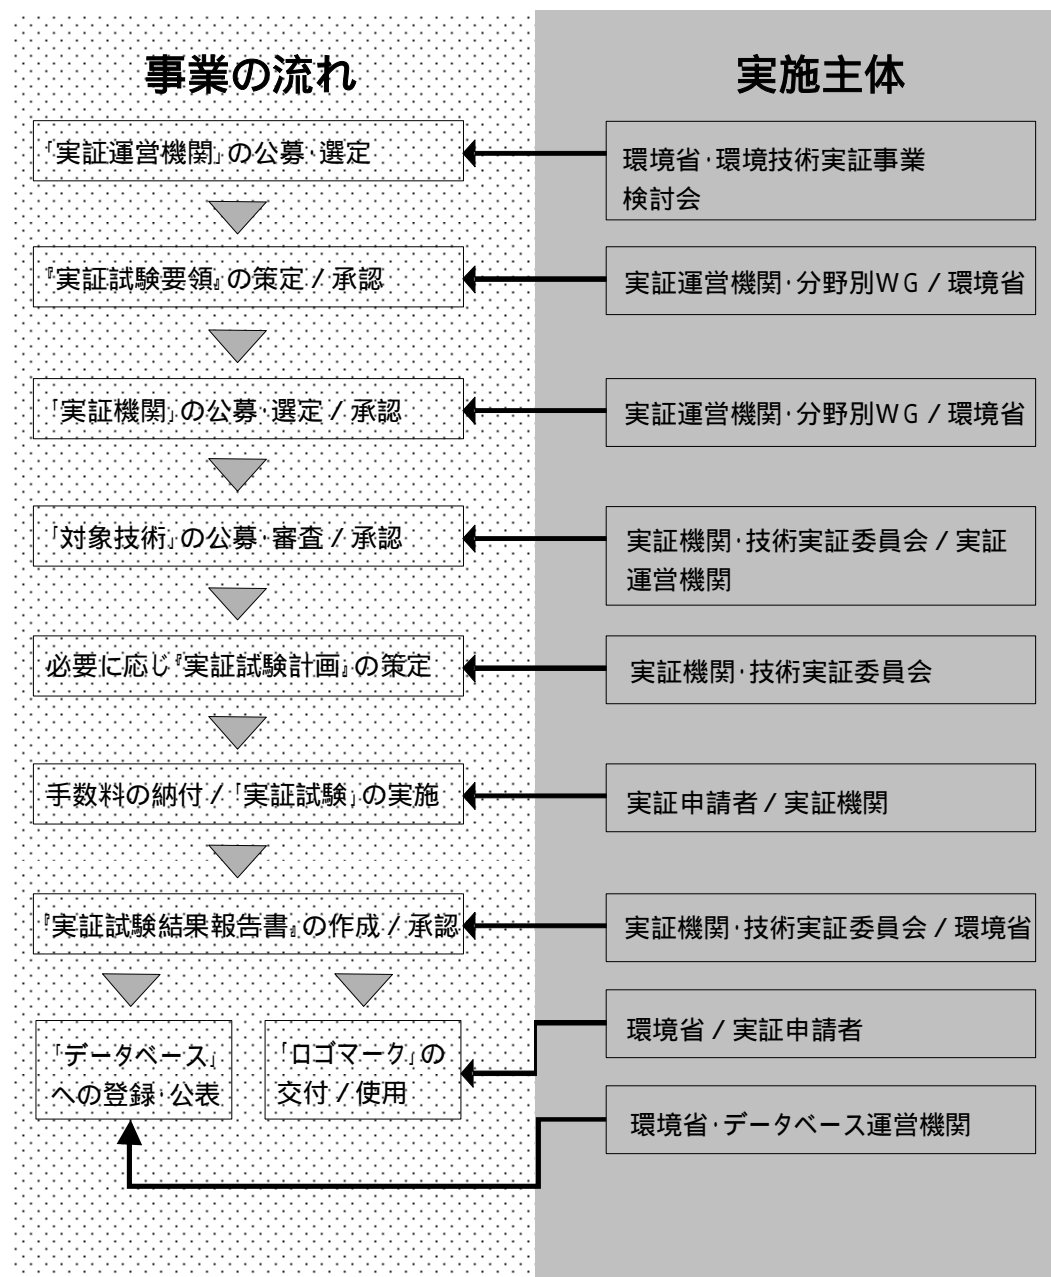 事業の流れ
実施主体
「実証運営機関」の公募・選定
環境省・環境技術実証事業
検討会
『実証試験要領』の策定／承認
実証運営機関・分野別ＷＧ／環境省
「実証機関」の公募・選定／承認
実証運営機関・分野別ＷＧ／環境省
「対象技術」の公募・審査／承認
実証機関・技術実証委員会／実証
運営機関
必要に応じ『実証試験計画』の策定
実証機関・技術実証委員会
手数料の納付／「実証試験」の実施
実証申請者／実証機関
『実証試験結果報告書』の作成／承認
実証機関・技術実証委員会／環境省
「データベース」
への登録・公表
「ロゴマーク」の
交付／使用
環境省／実証申請者
環境省・データベース運営機関